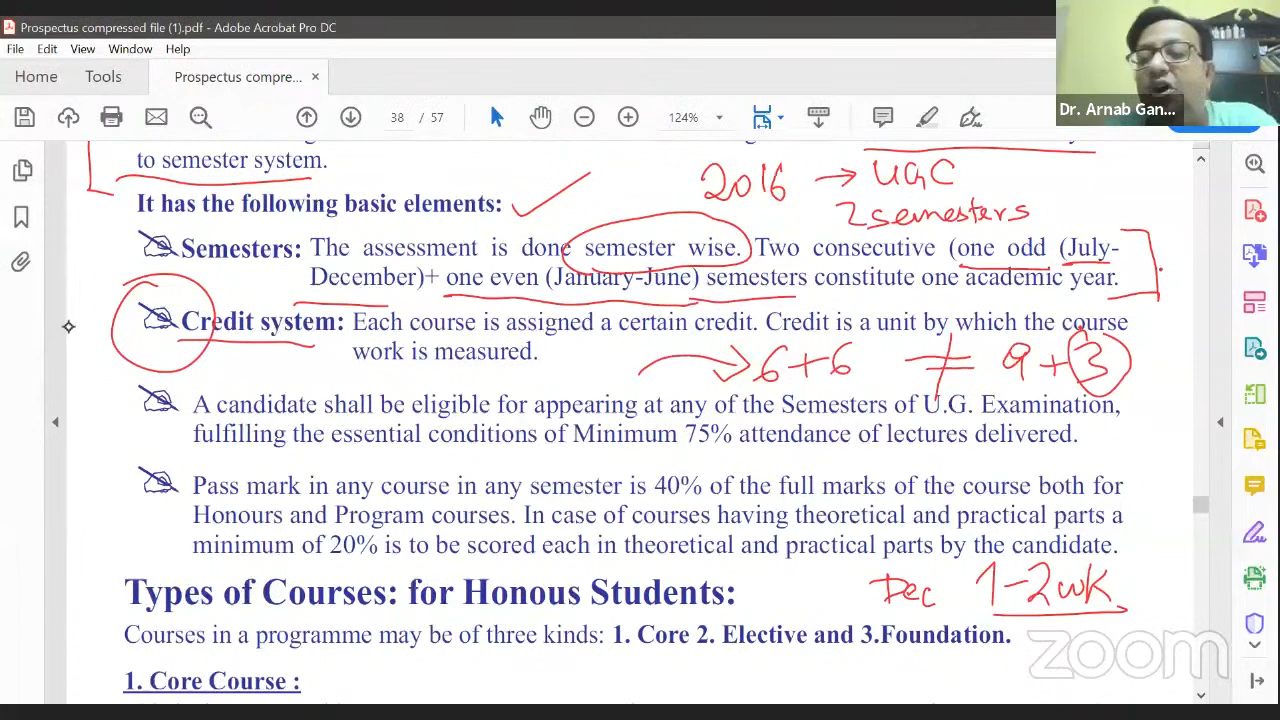 Prospectus compressed file (1).pdf - Adobe Acrobat Pro DC
File Edit View Window Help
Home Tools Prospectus compre... ×
38 / 57 124%
Dr. Arnab Gan...
to semester system.
2016 → UGC
2 semesters
It has the following basic elements:
Semesters: The assessment is done semester wise. Two consecutive (one odd (July-
December)+ one even (January-June) semesters constitute one academic year.
Credit system: Each course is assigned a certain credit. Credit is a unit by which the course
work is measured.
6+6 ≠ 9+3
A candidate shall be eligible for appearing at any of the Semesters of U.G. Examination,
fulfilling the essential conditions of Minimum 75% attendance of lectures delivered.
Pass mark in any course in any semester is 40% of the full marks of the course both for
Honours and Program courses. In case of courses having theoretical and practical parts a
minimum of 20% is to be scored each in theoretical and practical parts by the candidate.
Dec 1-2 wk
Types of Courses: for Honous Students:
Courses in a programme may be of three kinds: 1. Core 2. Elective and 3.Foundation.
zoom
1. Core Course :